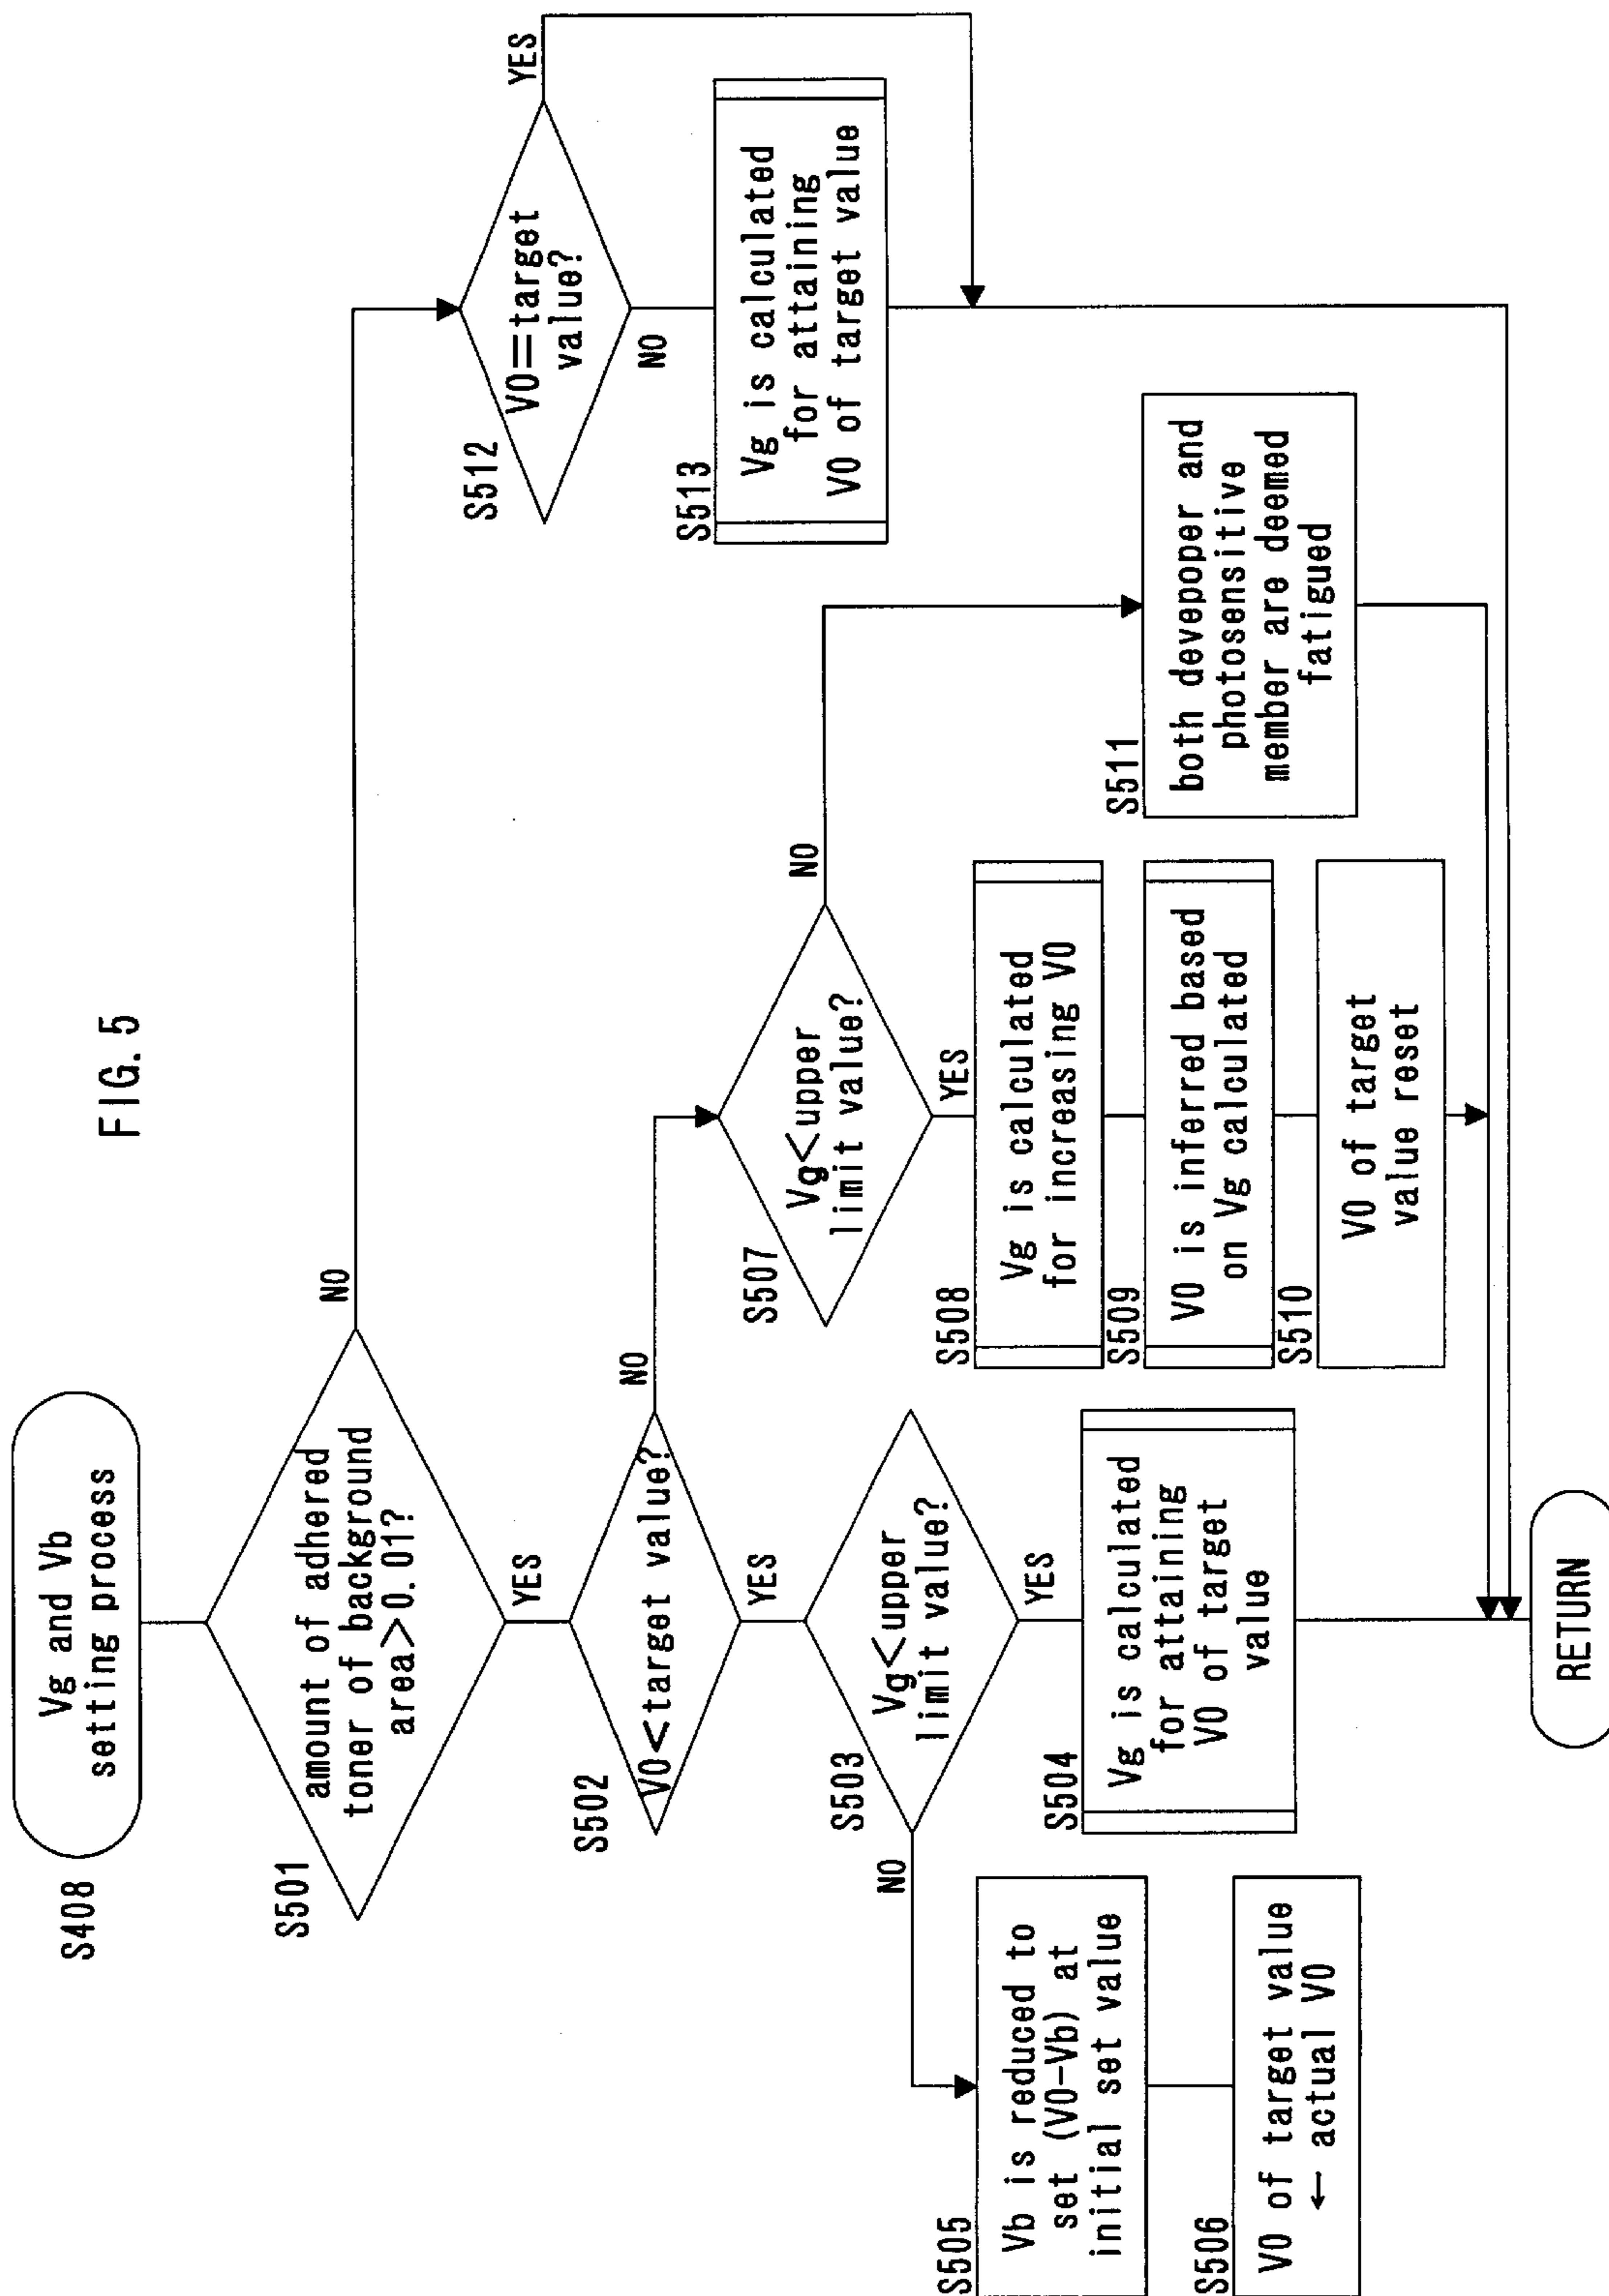 FIG. 5
S408
Vg and Vb
setting process
S501
amount of adhered
toner of background
area>0.01?
NO
YES
S502
V0<target value?
NO
YES
S503
Vg<upper
limit value?
NO
YES
S504
Vg is calculated
for attaining
V0 of target
value
S505
Vb is reduced to
set (V0-Vb) at
initial set value
S506
V0 of target value
← actual V0
S507
Vg<upper
limit value?
NO
YES
S508
Vg is calculated
for increasing V0
S509
V0 is inferred based
on Vg calculated
S510
V0 of target
value reset
S511
both devepoper and
photosensitive
member are deemed
fatigued
S512
V0=target
value?
YES
NO
S513
Vg is calculated
for attaining
V0 of target value
RETURN